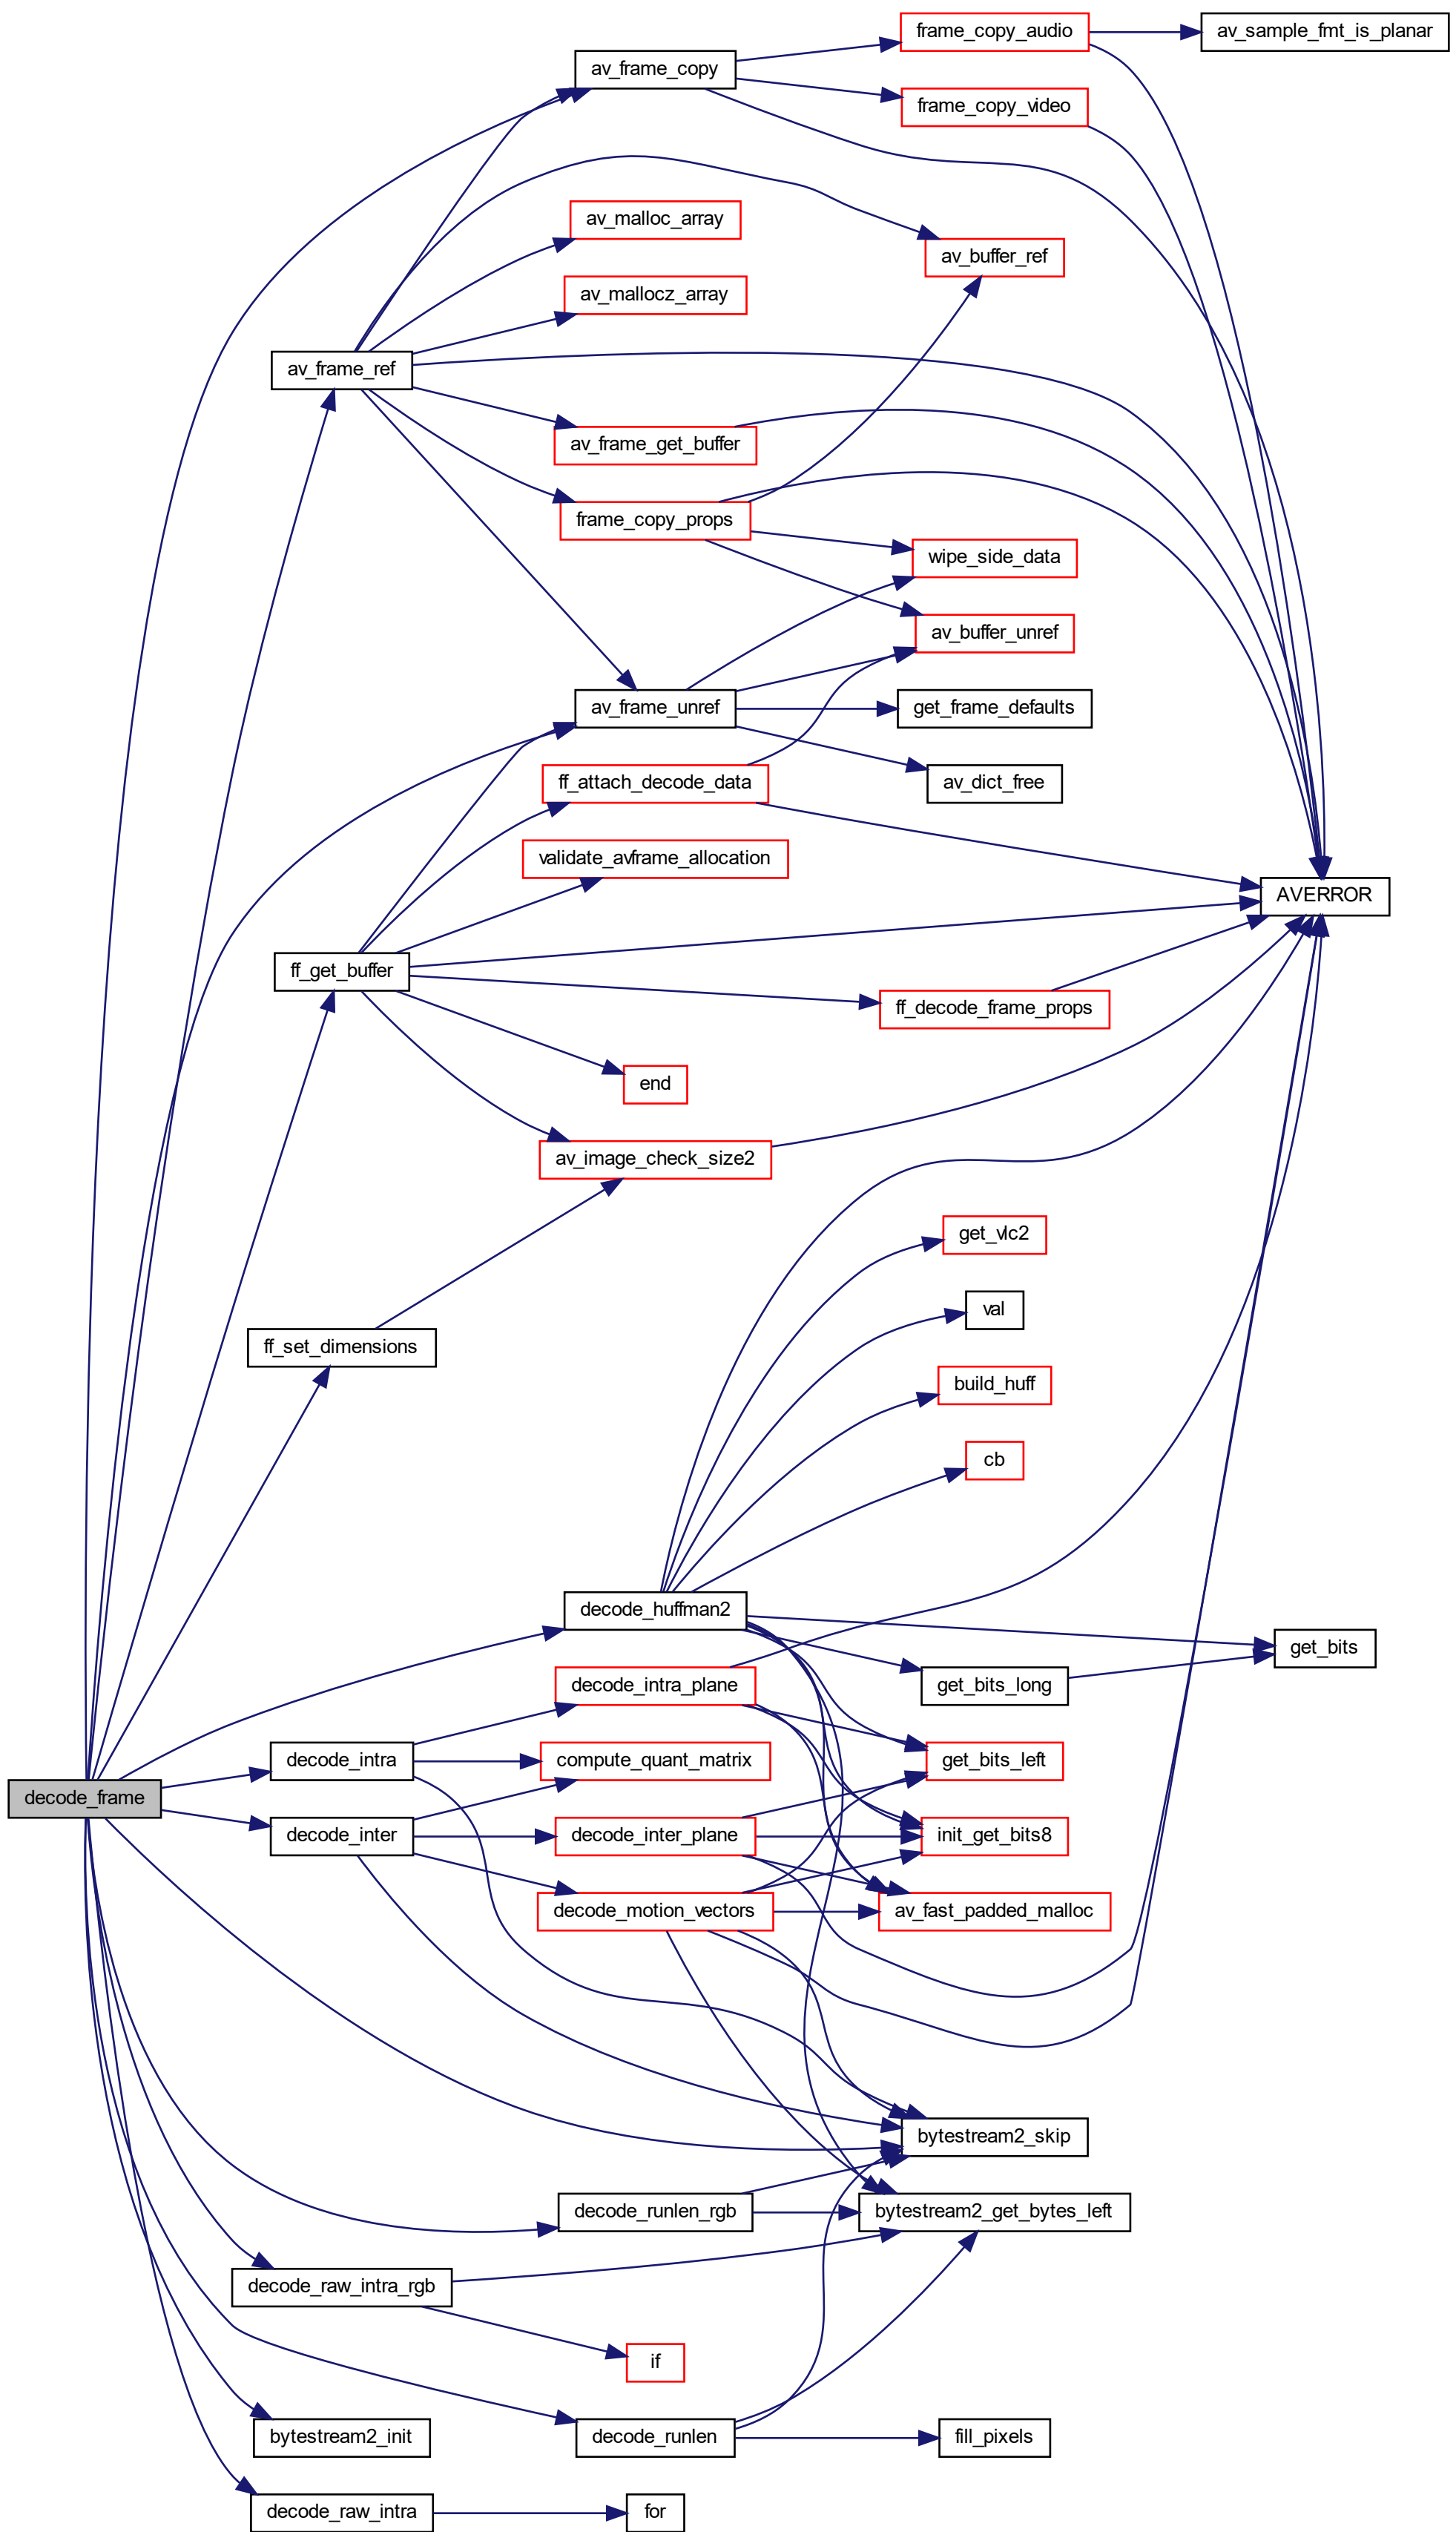 frame_copy_audio
av_sample_fmt_is_planar
av_frame_copy
frame_copy_video
av_malloc_array
av_buffer_ref
av_mallocz_array
av_frame_ref
av_frame_get_buffer
frame_copy_props
wipe_side_data
av_buffer_unref
av_frame_unref
get_frame_defaults
ff_attach_decode_data
av_dict_free
validate_avframe_allocation
AVERROR
ff_get_buffer
ff_decode_frame_props
end
av_image_check_size2
get_vlc2
val
ff_set_dimensions
build_huff
cb
decode_huffman2
get_bits
decode_intra_plane
get_bits_long
decode_intra
compute_quant_matrix
get_bits_left
decode_frame
decode_inter
decode_inter_plane
init_get_bits8
decode_motion_vectors
av_fast_padded_malloc
bytestream2_skip
decode_runlen_rgb
bytestream2_get_bytes_left
decode_raw_intra_rgb
if
bytestream2_init
decode_runlen
fill_pixels
decode_raw_intra
for